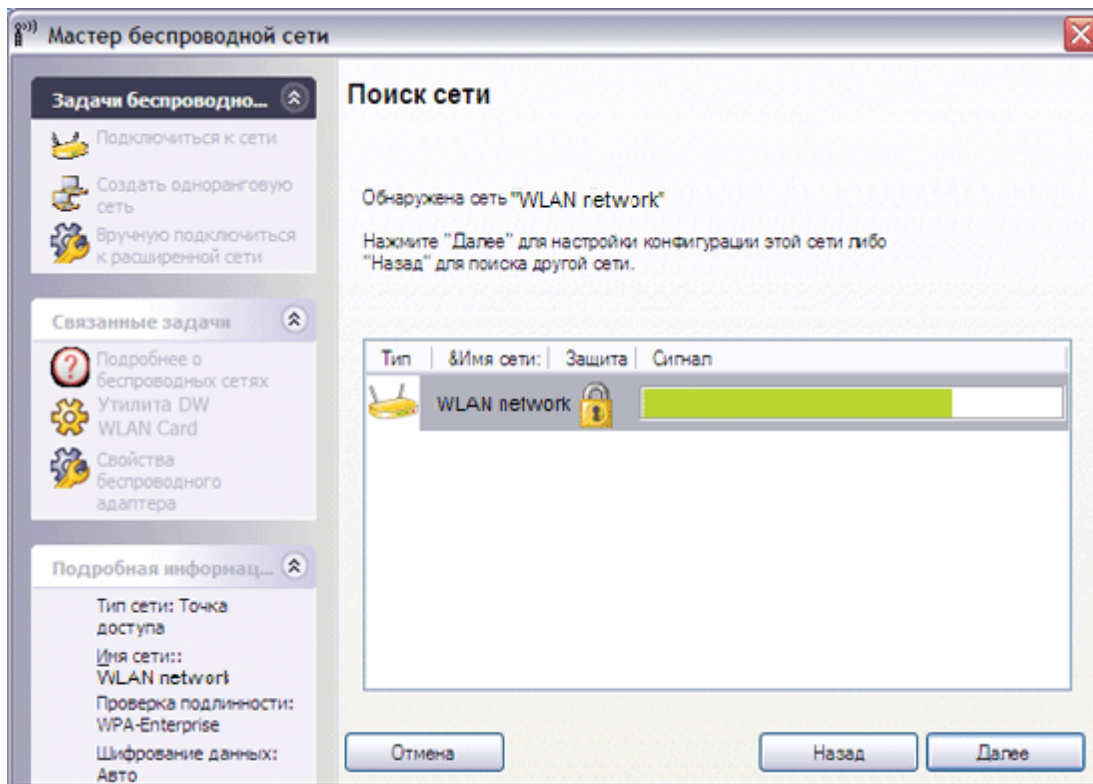 Мастер беспроводной сети
Задачи беспроводно...
Подключиться к сети
Создать одноранговую
сеть
Вручную подключиться
к расширенной сети
Связанные задачи
Подробнее о
беспроводных сетях
Утилита DW
WLAN Card
Свойства
беспроводного
адаптера
Подробная информац...
Тип сети: Точка
доступа
Имя сети::
WLAN network
Проверка подлинности:
WPA-Enterprise
Шифрование данных:
Авто
Поиск сети
Обнаружена сеть "WLAN network"
Нажмите "Далее" для настройки конфигурации этой сети либо
"Назад" для поиска другой сети.
Тип &Имя сети: Защита Сигнал
WLAN network
Отмена Назад Далее